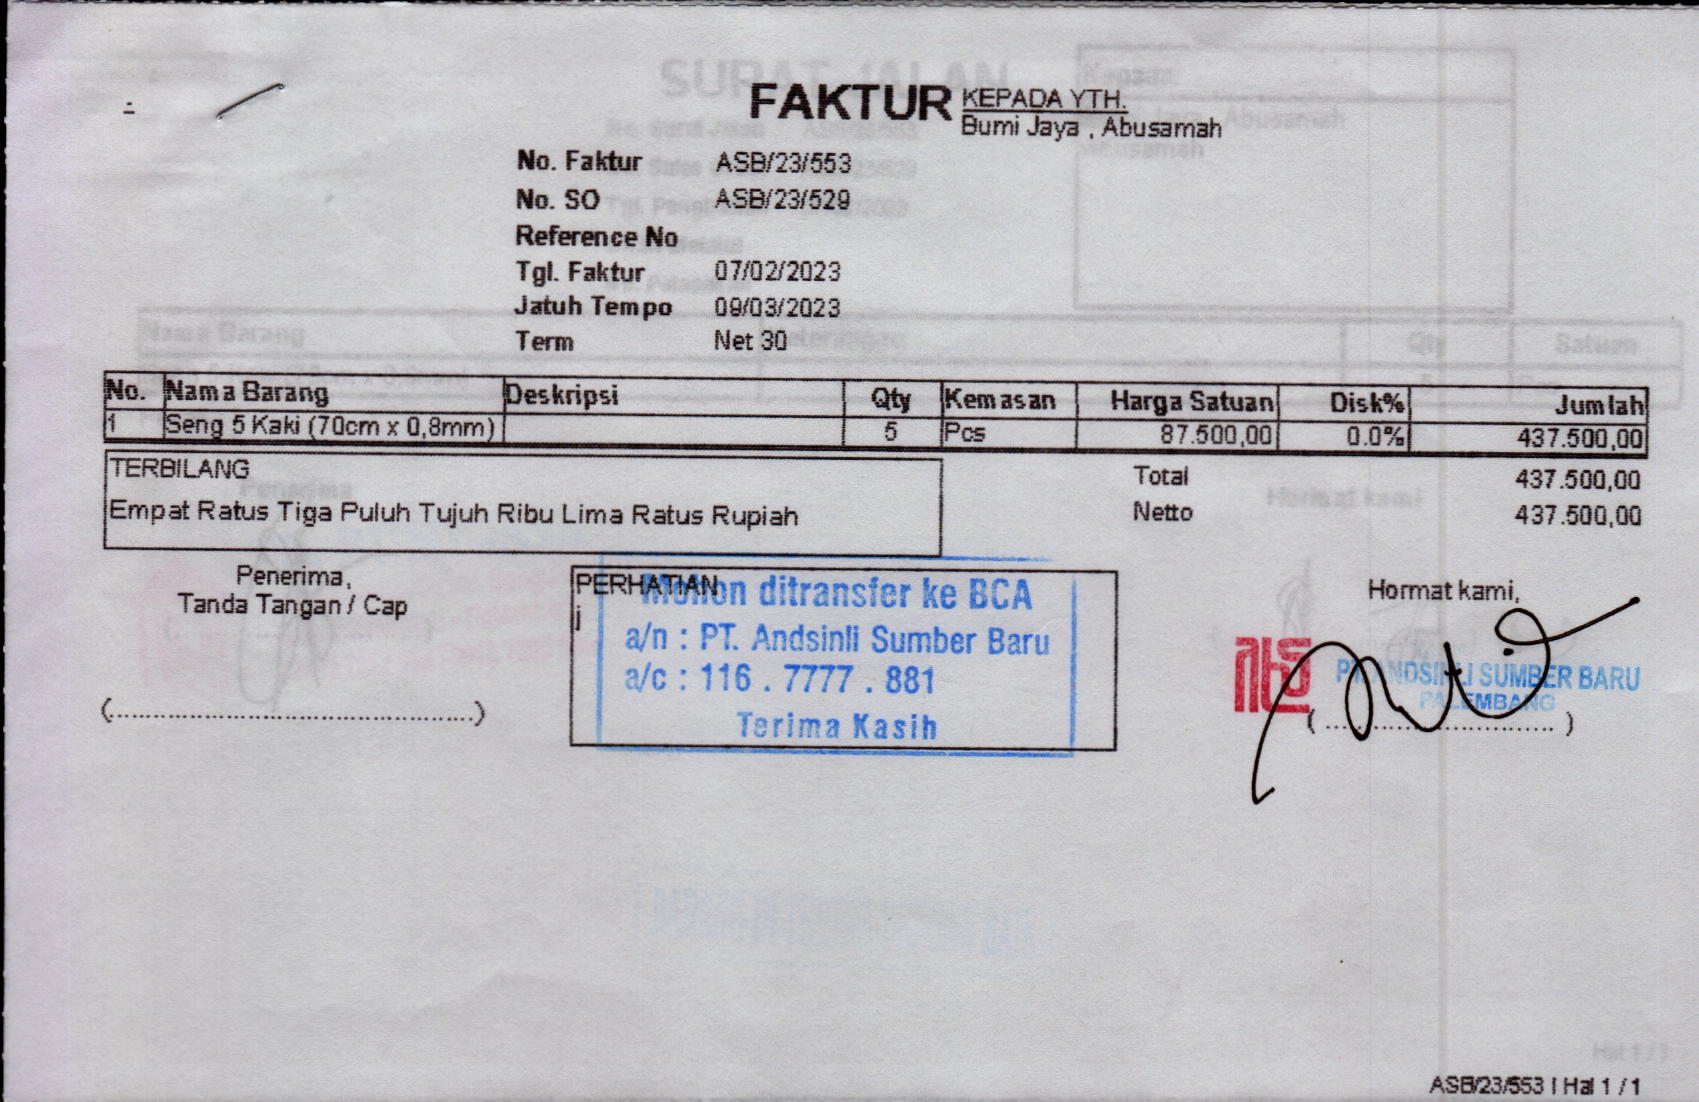 FAKTUR
KEPADA YTH.
Bumi Jaya , Abusamah
No. Faktur ASB/23/553
No. SO ASB/23/529
Reference No
Tgl. Faktur 07/02/2023
Jatuh Tempo 09/03/2023
Term Net 30
No. Nama Barang Deskripsi Qty Kemasan Harga Satuan Disk% Jumlah
1 Seng 5 Kaki (70cm x 0,8mm) 5 Pcs 87.500,00 0.0% 437.500,00
TERBILANG
Empat Ratus Tiga Puluh Tujuh Ribu Lima Ratus Rupiah
Total 437.500,00
Netto 437.500,00
Penerima,
Tanda Tangan / Cap
(................................................)
PERHATIAN
j
Mohon ditransfer ke BCA
a/n : PT. Andsinli Sumber Baru
a/c : 116 . 7777 . 881
Terima Kasih
Hormat kami,
PT. ANDSINLI SUMBER BARU
PALEMBANG
( .............................. )
ASB/23/553 | Hal 1 / 1